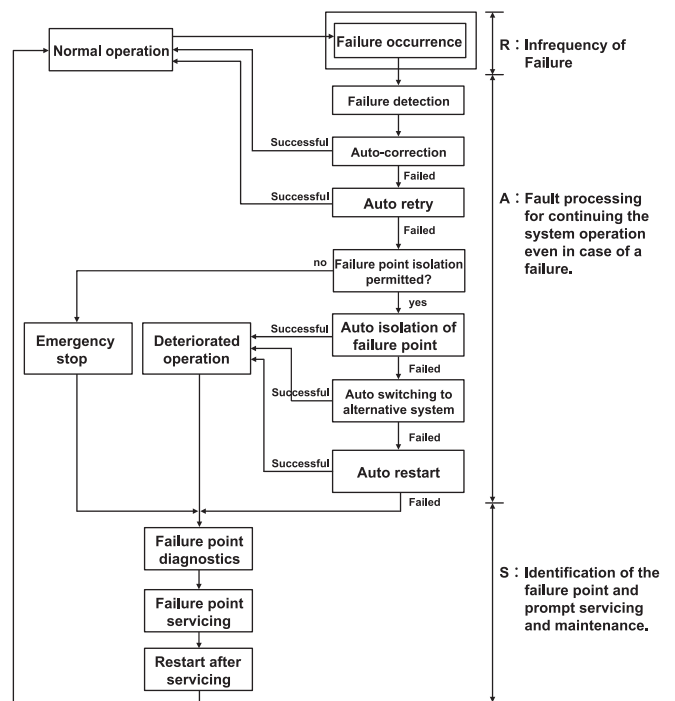 Normal operation
Failure occurrence
R : Infrequency of
Failure
Failure detection
Successful
Auto-correction
Failed
Successful
Auto retry
Failed
A : Fault processing
for continuing the
system operation
even in case of a
failure.
no
Failure point isolation
permitted?
yes
Emergency
stop
Deteriorated
operation
Successful
Auto isolation of
failure point
Failed
Successful
Auto switching to
alternative system
Failed
Successful
Auto restart
Failed
Failure point
diagnostics
S : Identification of the
failure point and
prompt servicing
and maintenance.
Failure point
servicing
Restart after
servicing